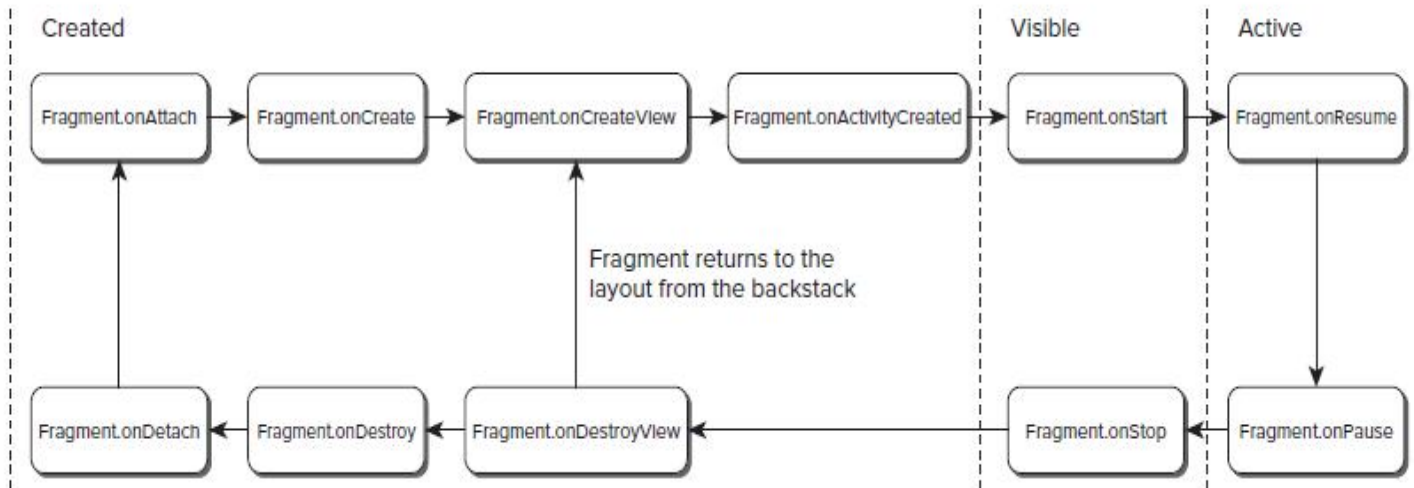 Created
Visible
Active
Fragment.onAttach
Fragment.onCreate
Fragment.onCreateView
Fragment.onActivityCreated
Fragment.onStart
Fragment.onResume
Fragment returns to the
layout from the backstack
Fragment.onDetach
Fragment.onDestroy
Fragment.onDestroyView
Fragment.onStop
Fragment.onPause